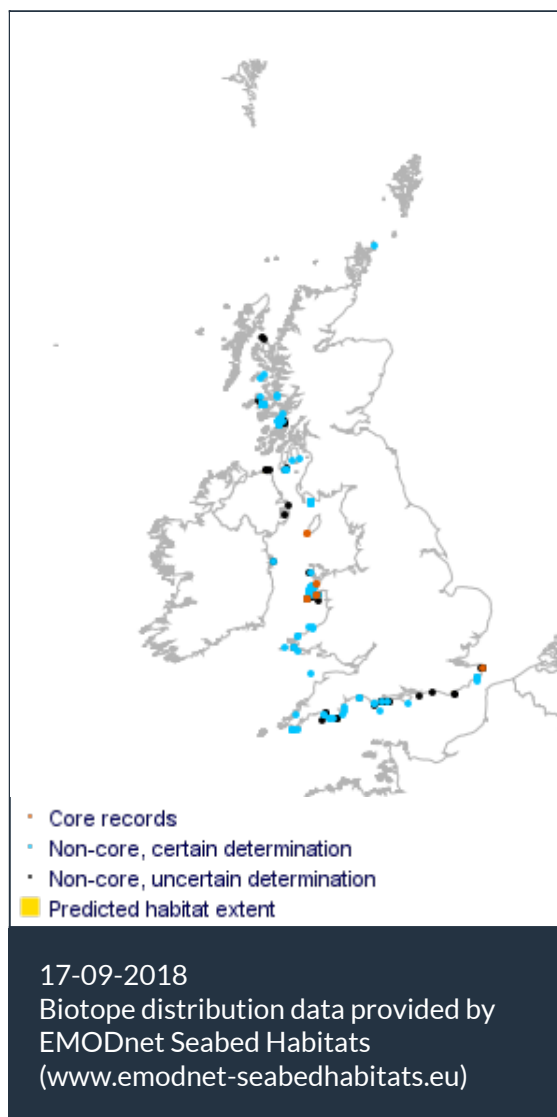 Core records
Non-core, certain determination
Non-core, uncertain determination
Predicted habitat extent
17-09-2018
Biotope distribution data provided by
EMODnet Seabed Habitats
(www.emodnet-seabedhabitats.eu)